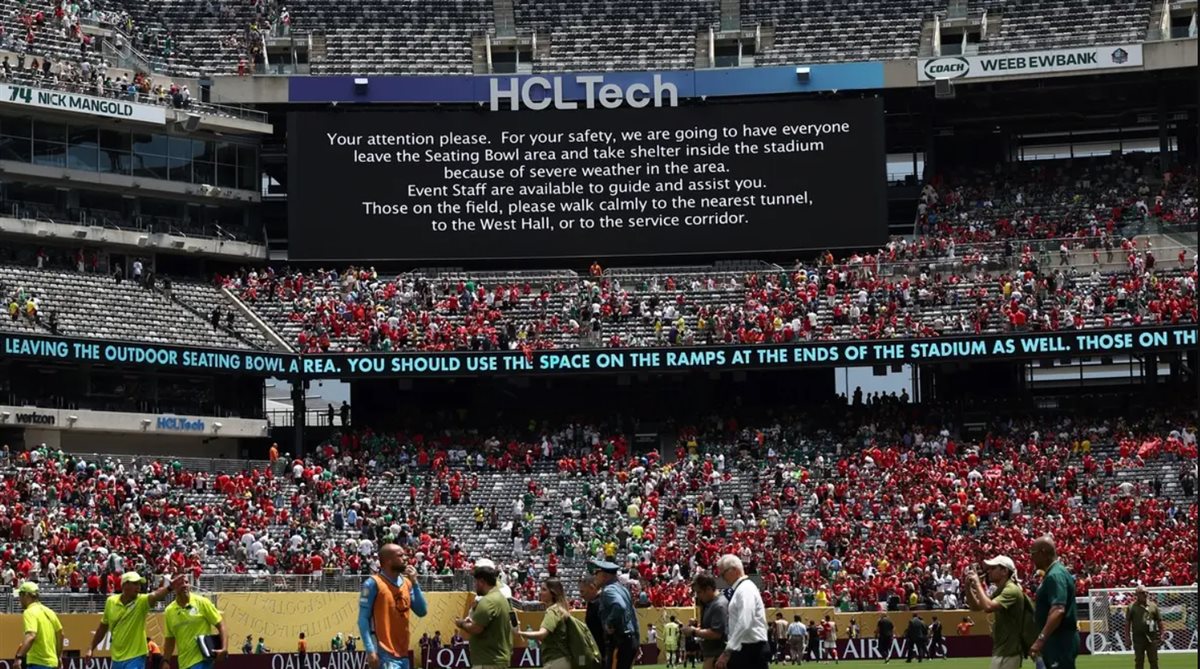 HCLTech
COACH WEEB EWBANK
74 NICK MANGOLD
Your attention please. For your safety, we are going to have everyone
leave the Seating Bowl area and take shelter inside the stadium
because of severe weather in the area.
Event Staff are available to guide and assist you.
Those on the field, please walk calmly to the nearest tunnel,
to the West Hall, or to the service corridor.
LEAVING THE OUTDOOR SEATING BOWL AREA. YOU SHOULD USE THE SPACE ON THE RAMPS AT THE ENDS OF THE STADIUM AS WELL. THOSE ON TH
verizon
HCLTech
QATAR AIRWAYS
QATAR AIRWAYS